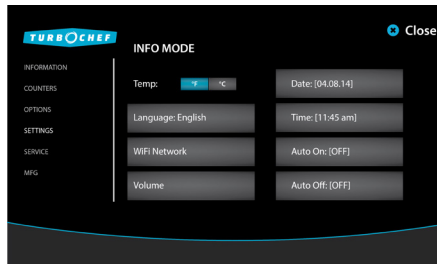 TURBOCHEF
Close
INFO MODE
INFORMATION
COUNTERS
OPTIONS
SETTINGS
SERVICE
MFG
Temp: °F °C
Date: [04.08.14]
Language: English
Time: [11:45 am]
WiFi Network
Auto On: [OFF]
Volume
Auto Off: [OFF]